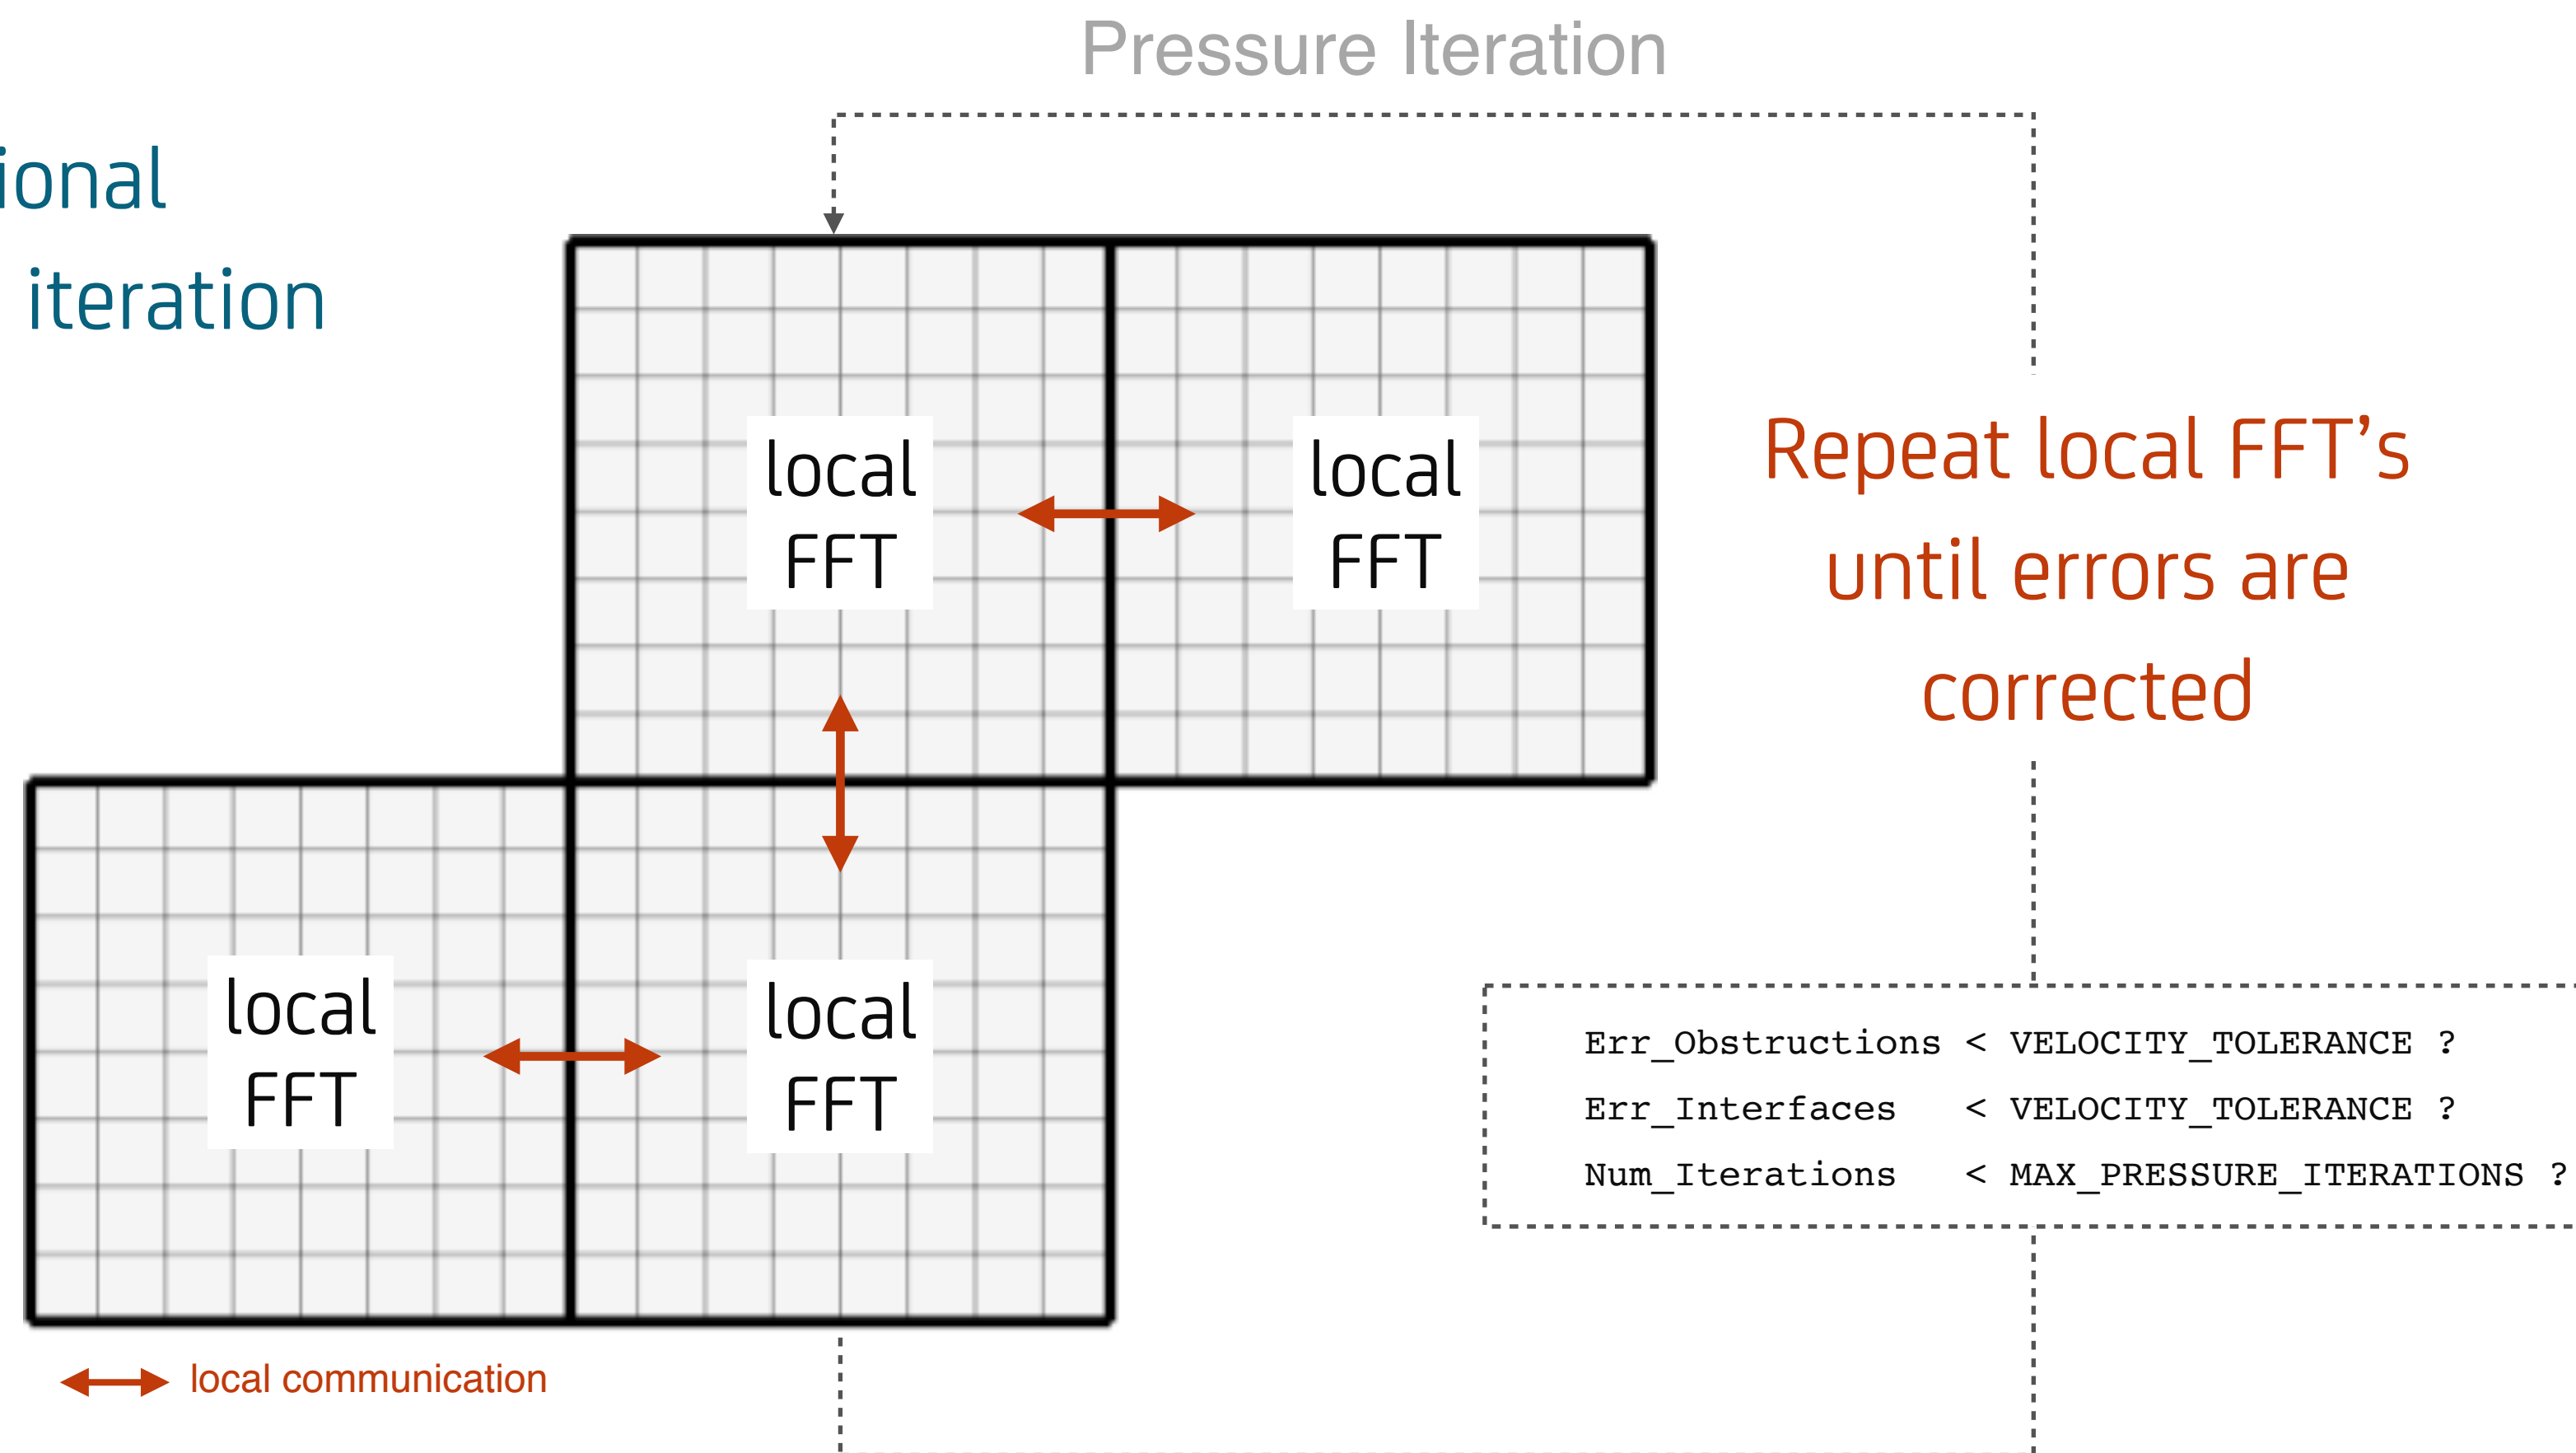 Pressure Iteration
ional
iteration
local
FFT
local
FFT
Repeat local FFT’s
until errors are
corrected
local
FFT
local
FFT
Err_Obstructions < VELOCITY_TOLERANCE ?
Err_Interfaces < VELOCITY_TOLERANCE ?
Num_Iterations < MAX_PRESSURE_ITERATIONS ?
local communication